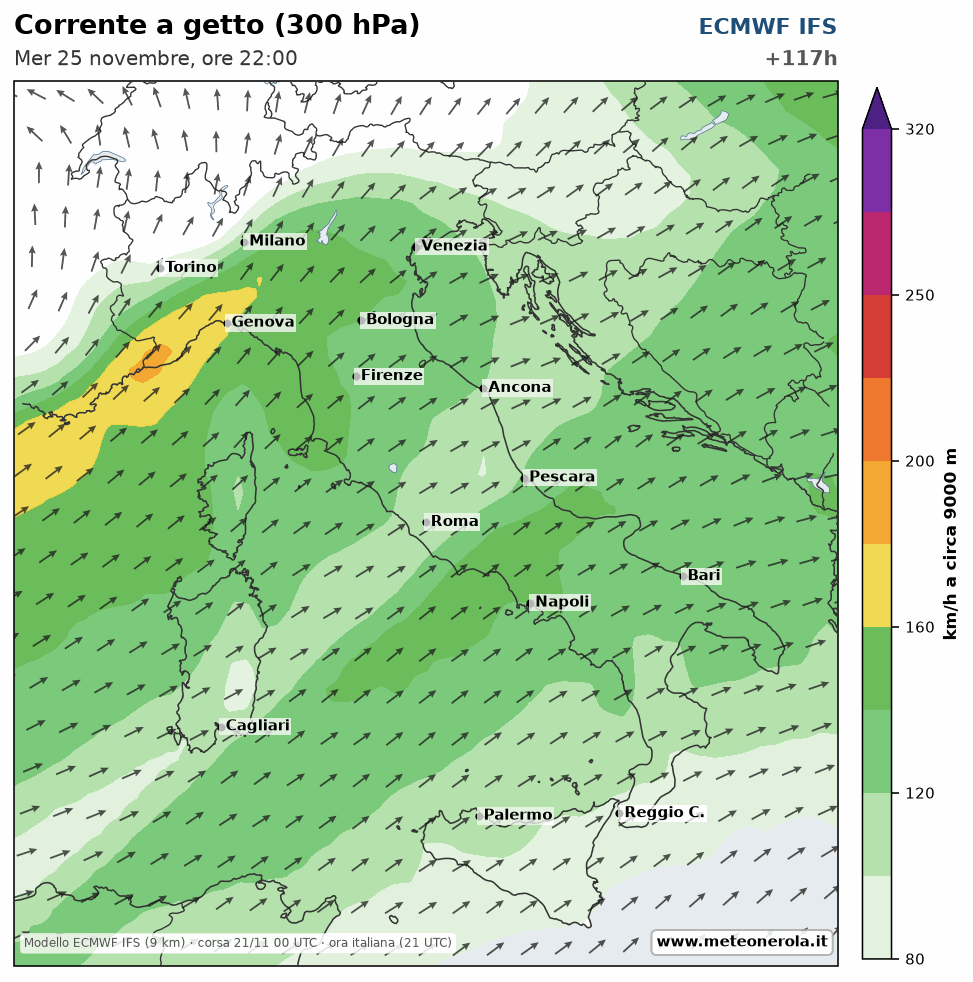 Corrente a getto (300 hPa)
ECMWF IFS
Mer 25 novembre, ore 22:00
+117h
Milano
Venezia
Torino
Genova
Bologna
Firenze
Ancona
Pescara
Roma
Bari
Napoli
Cagliari
Palermo
Reggio C.
320
250
200
160
120
80
km/h a circa 9000 m
Modello ECMWF IFS (9 km) · corsa 21/11 00 UTC · ora italiana (21 UTC)
www.meteonerola.it